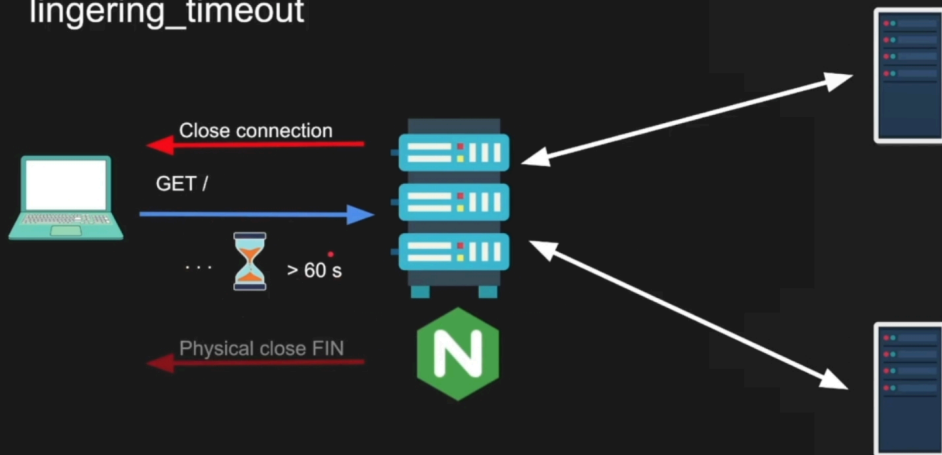 lingering_timeout
Close connection
GET /
... > 60 s
Physical close FIN
N